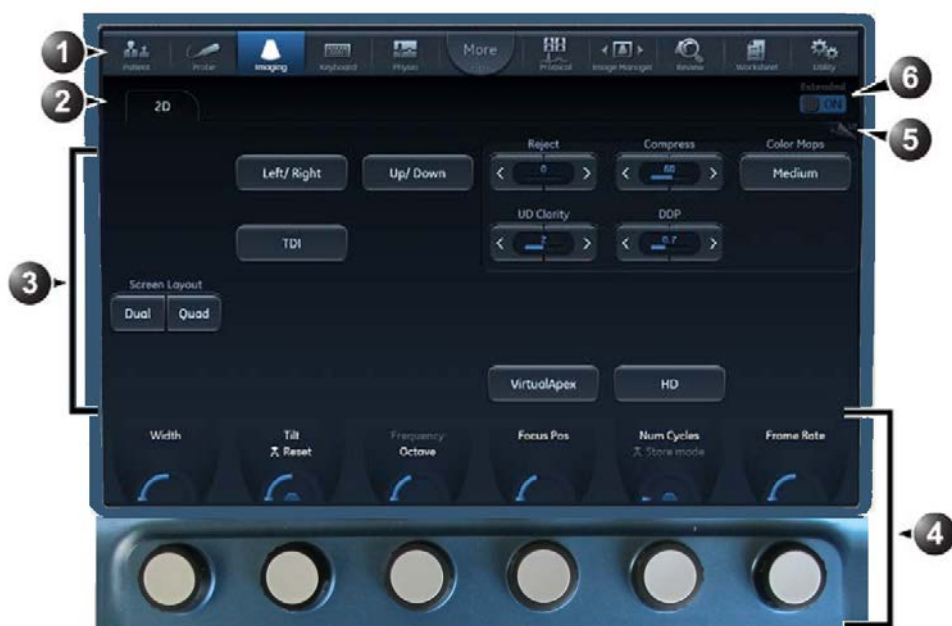 1
Patient Probe Imaging Keyboard Physio More Protocol Image Manager Review Worksheet Utility
2
2D
Extended
ON
6
5
Reject Compress Color Maps
Left/ Right Up/ Down < 0 > < 60 > Medium
UD Clarity DDP
TDI < 2 > < 0.7 >
3
Screen Layout
Dual Quad
VirtualApex HD
Width Tilt Frequency Focus Pos Num Cycles Frame Rate
Reset Octave Store mode
4